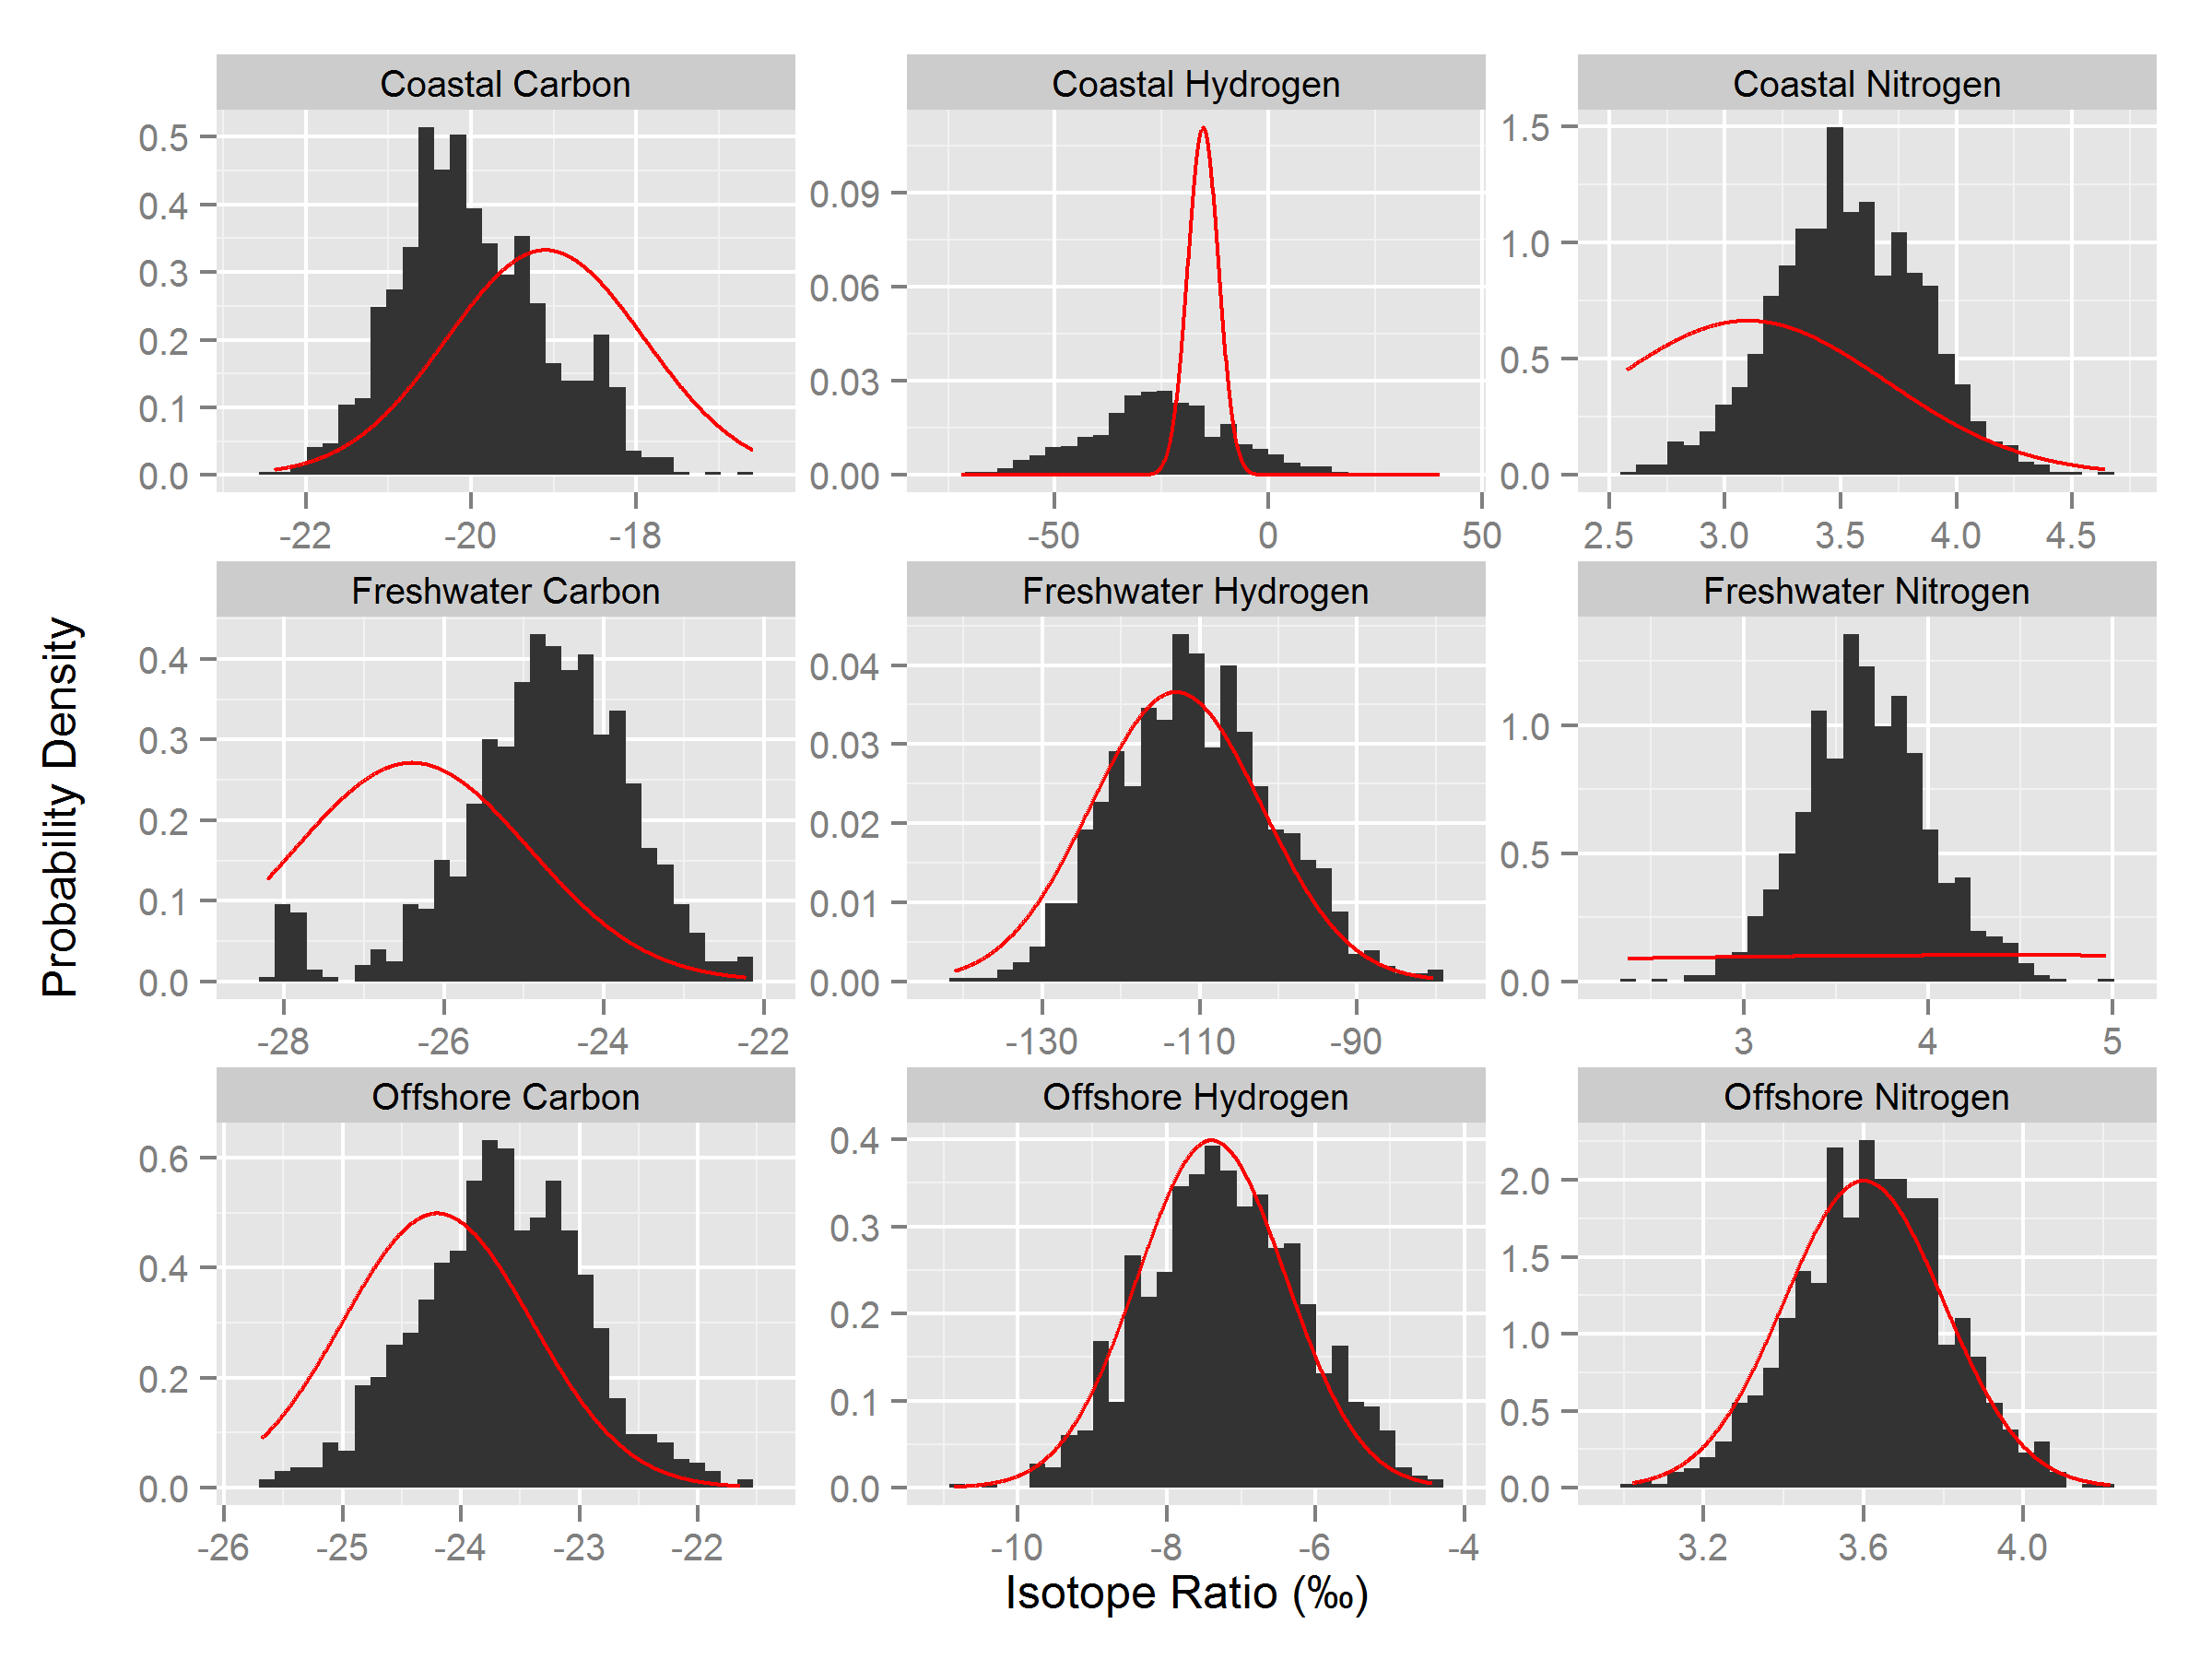 Coastal Carbon Coastal Hydrogen Coastal Nitrogen
0.5 0.4 0.3 0.2 0.1 0.0
-22 -20 -18
0.09 0.06 0.03 0.00
-50 0 50
1.5 1.0 0.5 0.0
2.5 3.0 3.5 4.0 4.5
Probability Density
Freshwater Carbon Freshwater Hydrogen Freshwater Nitrogen
0.4 0.3 0.2 0.1 0.0
-28 -26 -24 -22
0.04 0.03 0.02 0.01 0.00
-130 -110 -90
1.0 0.5 0.0
3 4 5
Offshore Carbon Offshore Hydrogen Offshore Nitrogen
0.6 0.4 0.2 0.0
-26 -25 -24 -23 -22
0.4 0.3 0.2 0.1 0.0
-10 -8 -6 -4
2.0 1.5 1.0 0.5 0.0
3.2 3.6 4.0
Isotope Ratio (‰)